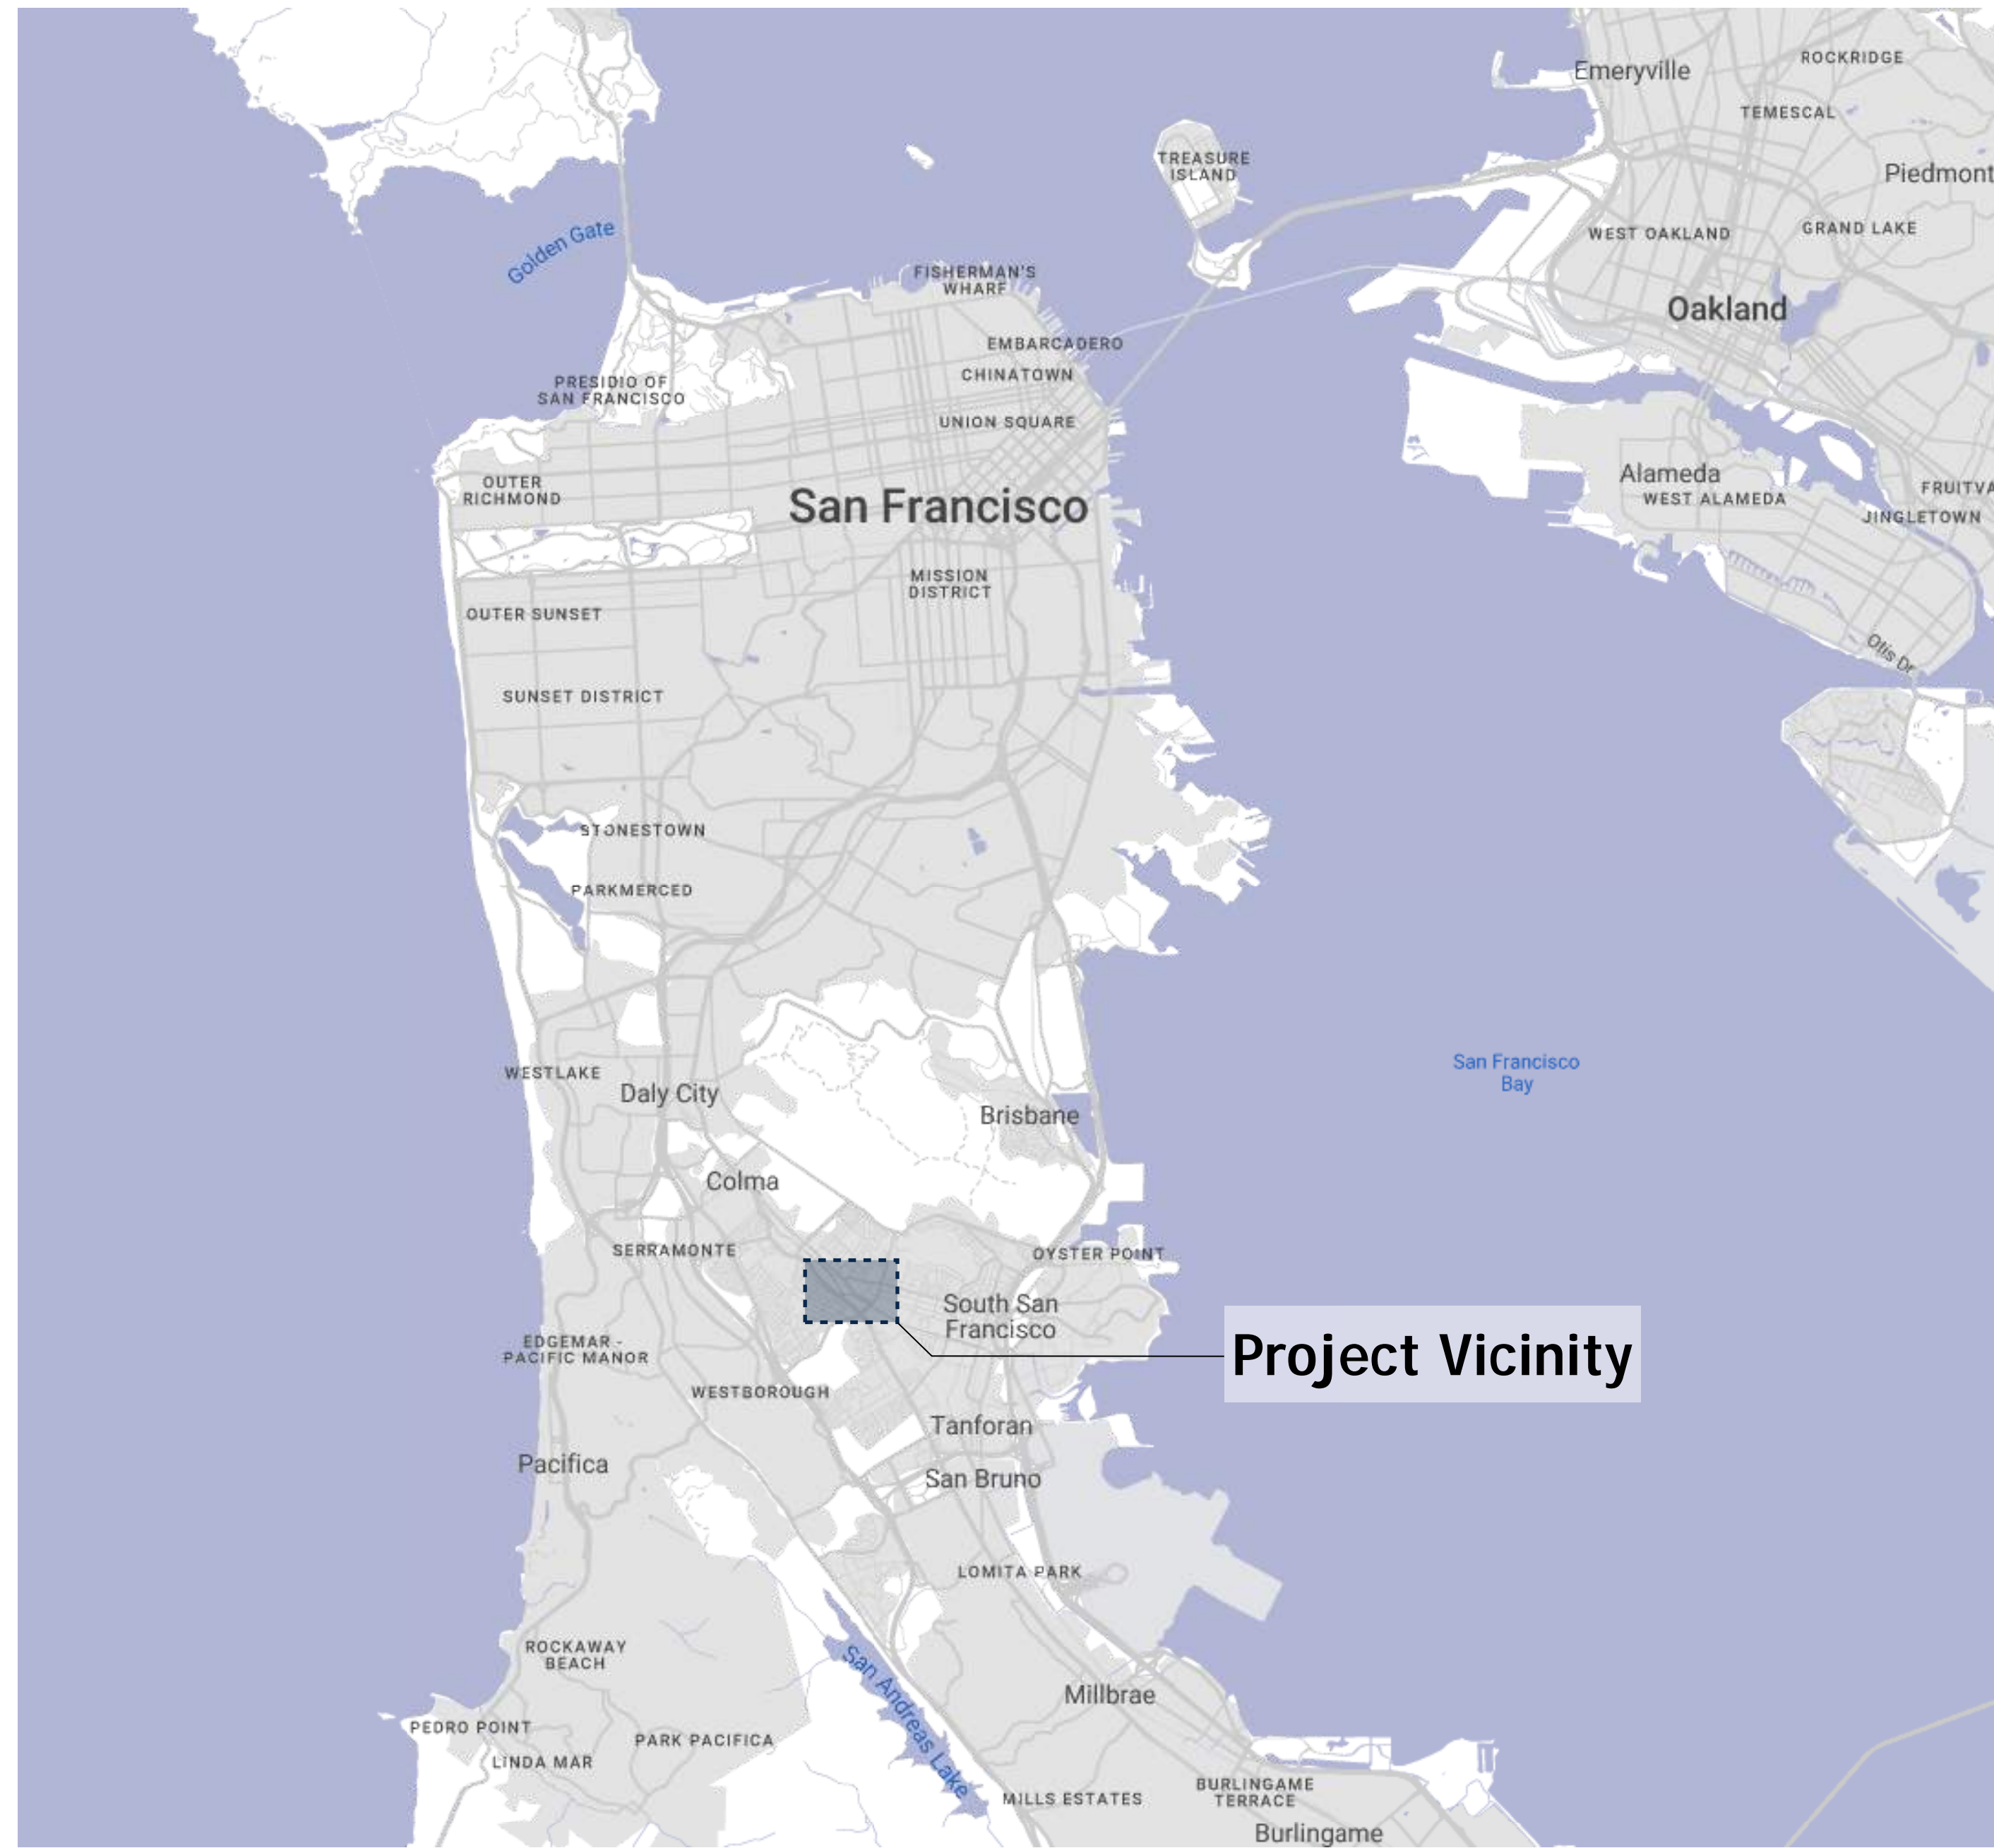 Emeryville
ROCKRIDGE
TEMESCAL
TREASURE
ISLAND
Piedmont
Golden Gate
WEST OAKLAND
GRAND LAKE
FISHERMAN'S
WHARF
Oakland
EMBARCADERO
CHINATOWN
PRESIDIO OF
SAN FRANCISCO
UNION SQUARE
Alameda
WEST ALAMEDA
OUTER
RICHMOND
San Francisco
FRUITVA
JINGLETOWN
MISSION
DISTRICT
OUTER SUNSET
Otis Dr
SUNSET DISTRICT
STONESTOWN
PARKMERCED
San Francisco
Bay
WESTLAKE
Daly City
Brisbane
Colma
SERRAMONTE
OYSTER POINT
South San
Francisco
EDGEMAR -
PACIFIC MANOR
Project Vicinity
WESTBOROUGH
Tanforan
Pacifica
San Bruno
LOMITA PARK
ROCKAWAY
BEACH
San Andreas Lake
Millbrae
PEDRO POINT
PARK PACIFICA
LINDA MAR
MILLS ESTATES
BURLINGAME
TERRACE
Burlingame